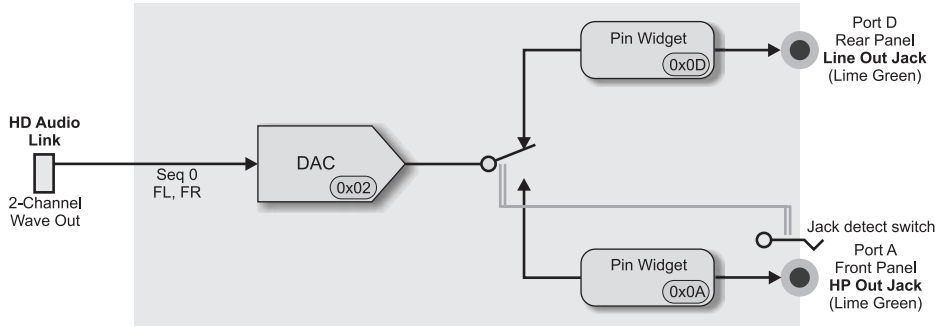 HD Audio
Link
2-Channel
Wave Out
Seq 0
FL, FR
DAC
0x02
Pin Widget
0x0D
Port D
Rear Panel
Line Out Jack
(Lime Green)
Jack detect switch
Pin Widget
0x0A
Port A
Front Panel
HP Out Jack
(Lime Green)